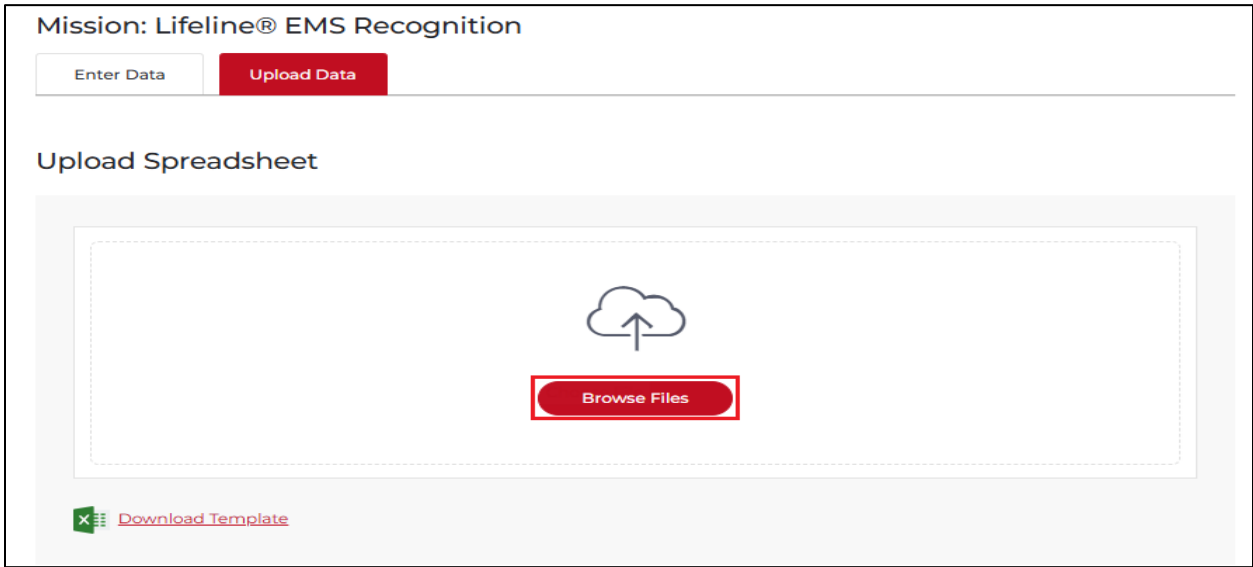 Mission: Lifeline® EMS Recognition
Enter Data
Upload Data
Upload Spreadsheet
Browse Files
Download Template